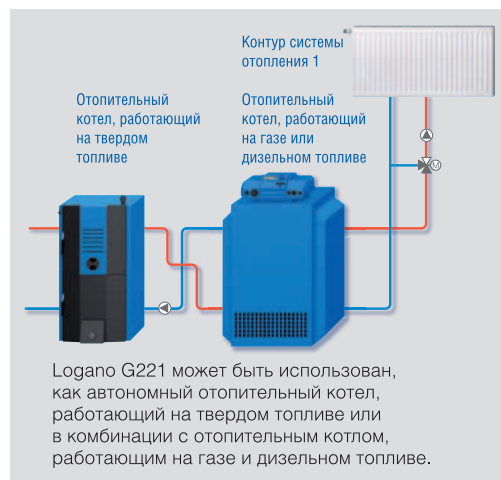 Контур системы
отопления 1
Отопительный
котел, работающий
на твердом
топливе
Отопительный
котел, работающий
на газе или
дизельном топливе
M
Logano G221 может быть использован,
как автономный отопительный котел,
работающий на твердом топливе или
в комбинации с отопительным котлом,
работающим на газе и дизельном топливе.